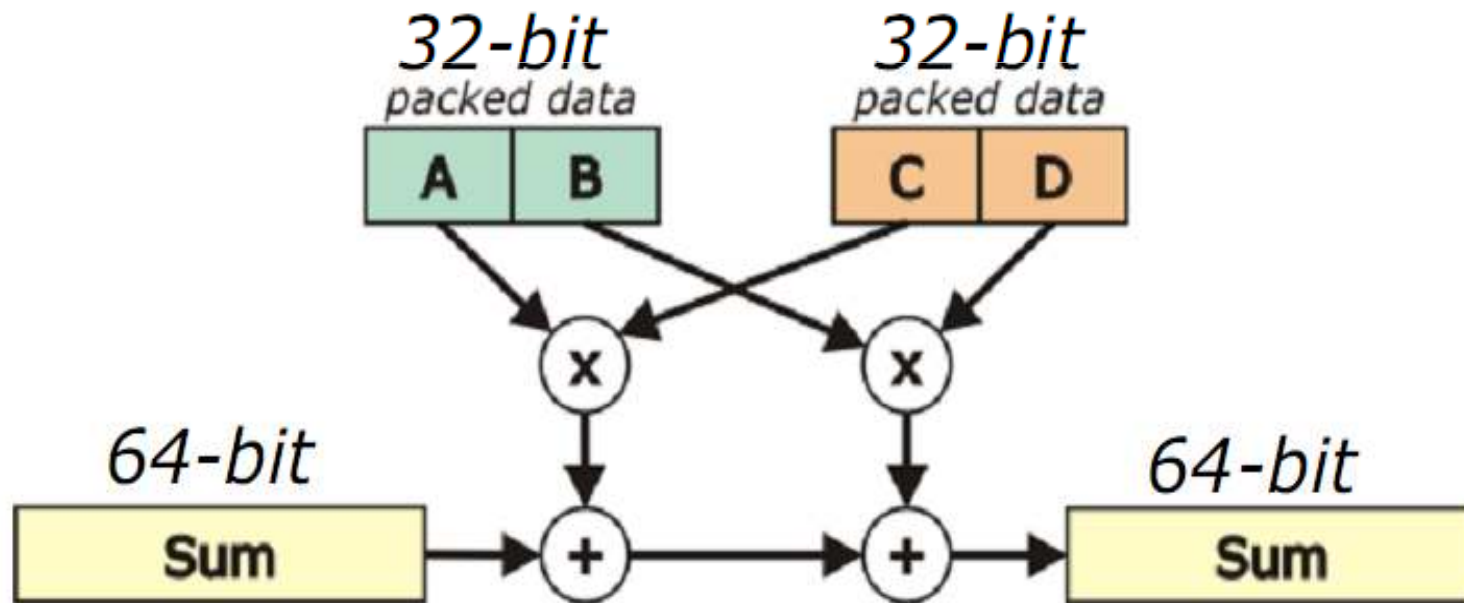 32-bit 32-bit
packed data packed data
A B C D
x x
64-bit 64-bit
Sum + + Sum